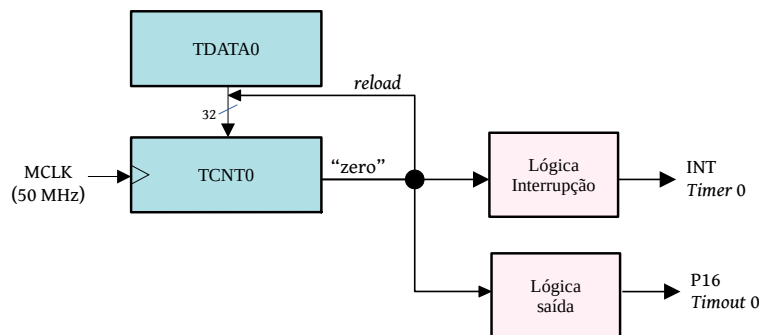 TDATA0
reload
32
MCLK
(50 MHz)
TCNT0
“zero”
Lógica
Interrupção
INT
Timer 0
Lógica
saída
P16
Timout 0